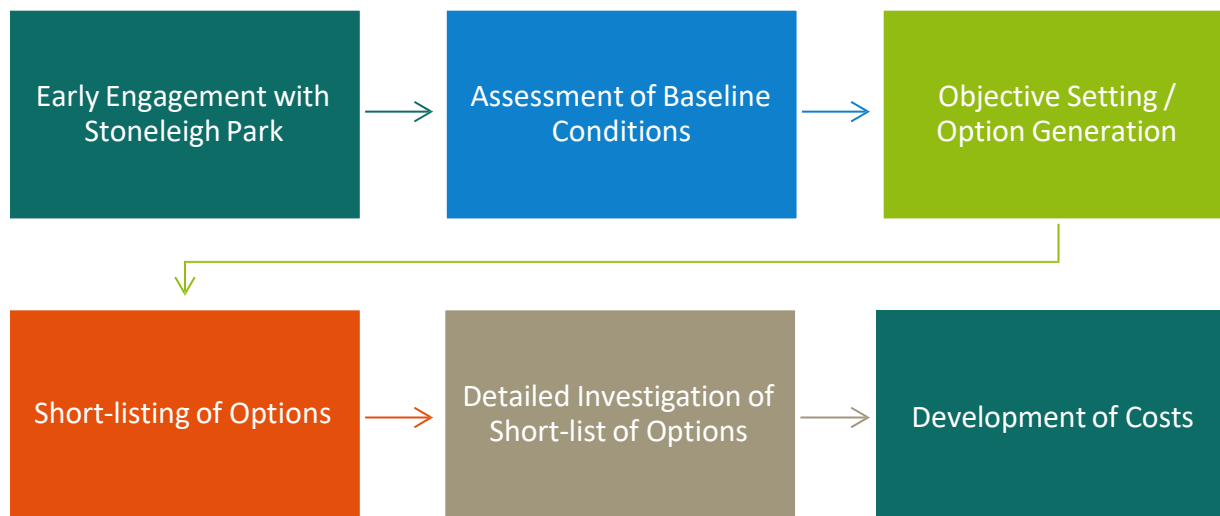 Early Engagement with
Stoneleigh Park
Assessment of Baseline
Conditions
Objective Setting /
Option Generation
Short-listing of Options
Detailed Investigation of
Short-list of Options
Development of Costs